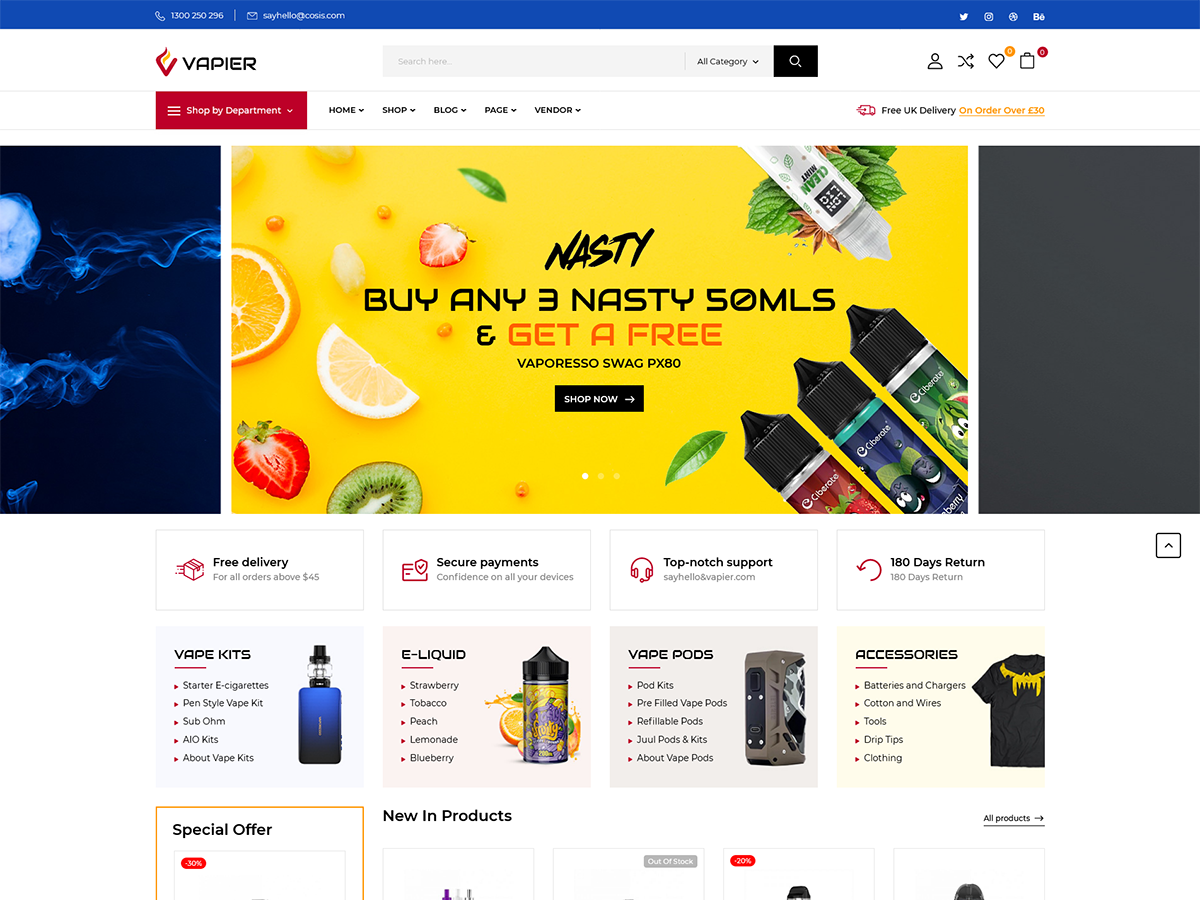 1300 250 296
sayhello@cosis.com
VAPIER
Search here...
All Category
0
0
Shop by Department
HOME
SHOP
BLOG
PAGE
VENDOR
Free UK Delivery On Order Over £30
CLEAN
MINT
NASTY
BUY ANY 3 NASTY 50MLS
& GET A FREE
VAPORESSO SWAG PX80
SHOP NOW
Ciberate
Ciberate
Ciberate
Free delivery
For all orders above $45
Secure payments
Confidence on all your devices
Top-notch support
sayhello&vapier.com
180 Days Return
180 Days Return
VAPE KITS
Starter E-cigarettes
Pen Style Vape Kit
Sub Ohm
AIO Kits
About Vape Kits
E-LIQUID
Strawberry
Tobacco
Peach
Lemonade
Blueberry
VAPE PODS
Pod Kits
Pre Filled Vape Pods
Refillable Pods
Juul Pods & Kits
About Vape Pods
ACCESSORIES
Batteries and Chargers
Cotton and Wires
Tools
Drip Tips
Clothing
Special Offer
-30%
New In Products
All products
Out Of Stock
-20%